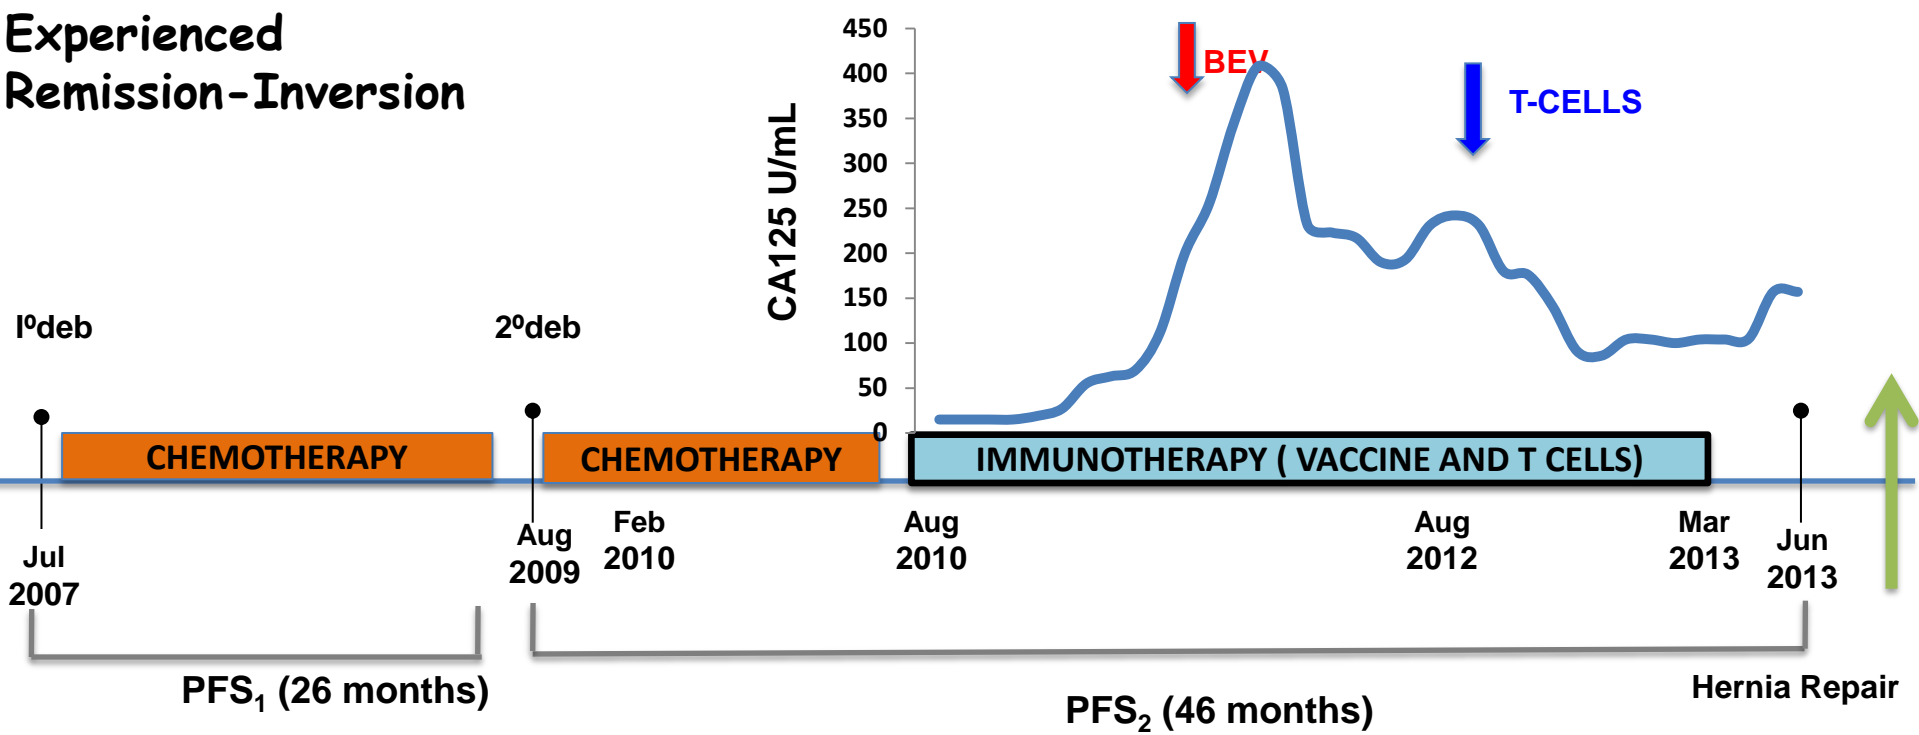 Experienced
Remission-Inversion
CA125 U/mL
450
400
350
300
250
200
150
100
50
0
BEV
T-CELLS
Iºdeb
2ºdeb
CHEMOTHERAPY
CHEMOTHERAPY
IMMUNOTHERAPY ( VACCINE AND T CELLS)
Jul
2007
Aug
2009
Feb
2010
Aug
2010
Aug
2012
Mar
2013
Jun
2013
PFS₁ (26 months)
PFS₂ (46 months)
Hernia Repair